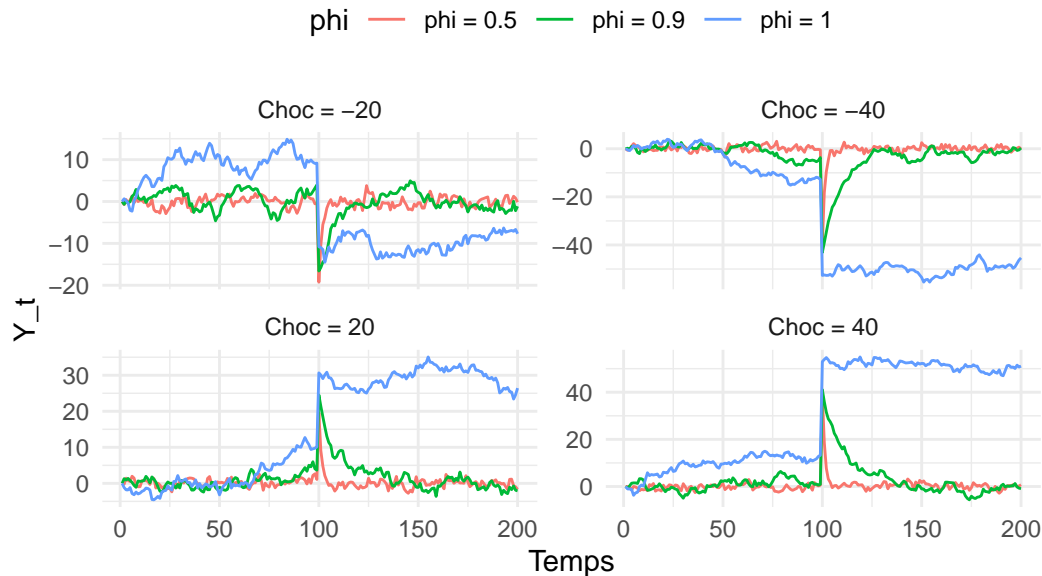 phi phi = 0.5 phi = 0.9 phi = 1
Choc = −20 Choc = −40
10
0
−10
−20
0
−20
−40
Y_t
Choc = 20 Choc = 40
30
20
10
0
40
20
0
0 50 100 150 200 0 50 100 150 200
Temps